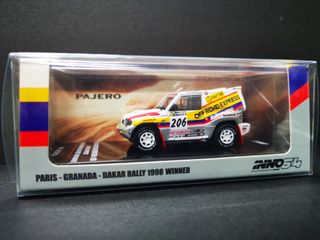 PAJERO
OFF ROAD EXPRESS
206
PARIS - GRANADA - DAKAR RALLY 1998 WINNER
INNO64